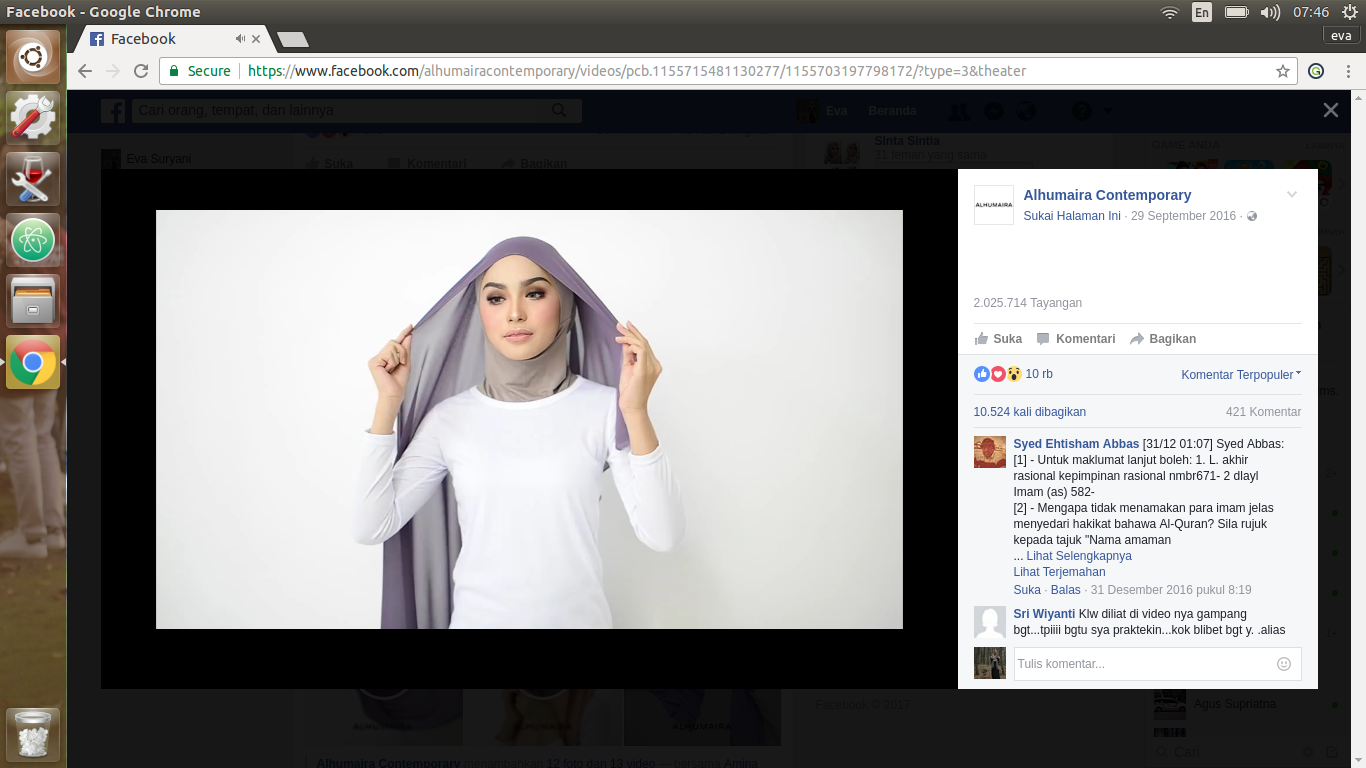 Facebook - Google Chrome
En
07:46
Facebook
eva
Secure
https://www.facebook.com/alhumairacontemporary/videos/pcb.1155715481130277/1155703197798172/?type=3&theater
Cari orang, tempat, dan lainnya
Eva
Beranda
Eva Suryani
Suka Komentari Bagikan
Sinta Sintia
31 teman yang sama
GAME ANDA
ALHUMAIRA
Alhumaira Contemporary
Sukai Halaman Ini · 29 September 2016 ·
2.025.714 Tayangan
Suka Komentari Bagikan
10 rb
Komentar Terpopuler
10.524 kali dibagikan
421 Komentar
Syed Ehtisham Abbas [31/12 01:07] Syed Abbas:
[1] - Untuk maklumat lanjut boleh: 1. L. akhir
rasional kepimpinan rasional nmbr671- 2 dlayl
Imam (as) 582-
[2] - Mengapa tidak menamakan para imam jelas
menyedari hakikat bahawa Al-Quran? Sila rujuk
kepada tajuk "Nama amaman
... Lihat Selengkapnya
Lihat Terjemahan
Suka · Balas · 31 Desember 2016 pukul 8:19
Sri Wiyanti Klw diliat di video nya gampang
bgt...tpiiii bgtu sya praktekin...kok blibet bgt y. .alias
Tulis komentar...
Facebook © 2017
Agus Supriatna
ALHUMAIRA
ALHUMAIRA
ALHUMAIRA
Alhumaira Contemporary menambahkan 12 foto dan 13 video — bersama Amina
Cari